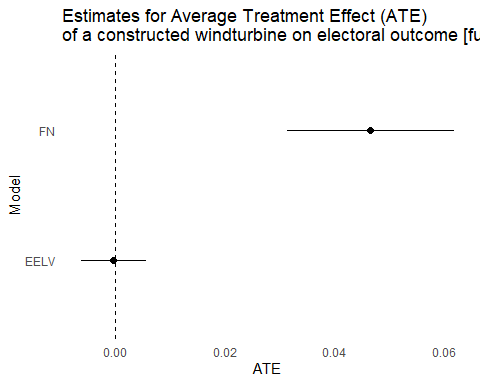 Estimates for Average Treatment Effect (ATE)
of a constructed windturbine on electoral outcome [fu
FN
EELV
Model
0.00
0.02
0.04
0.06
ATE